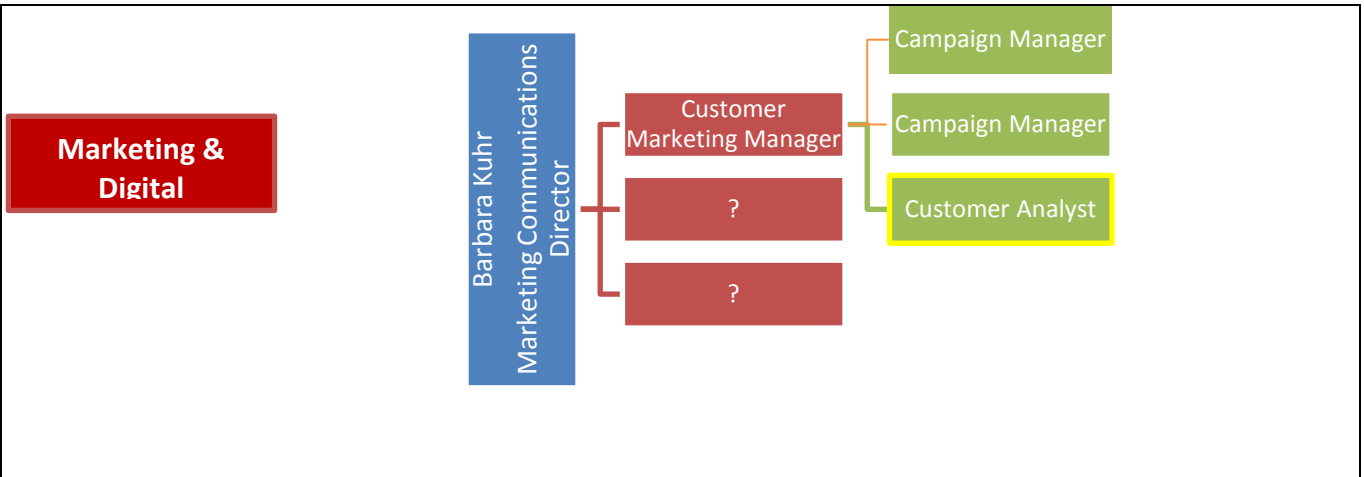 Marketing &
Digital
Barbara Kuhr
Marketing Communications
Director
Customer
Marketing Manager
?
?
Campaign Manager
Campaign Manager
Customer Analyst